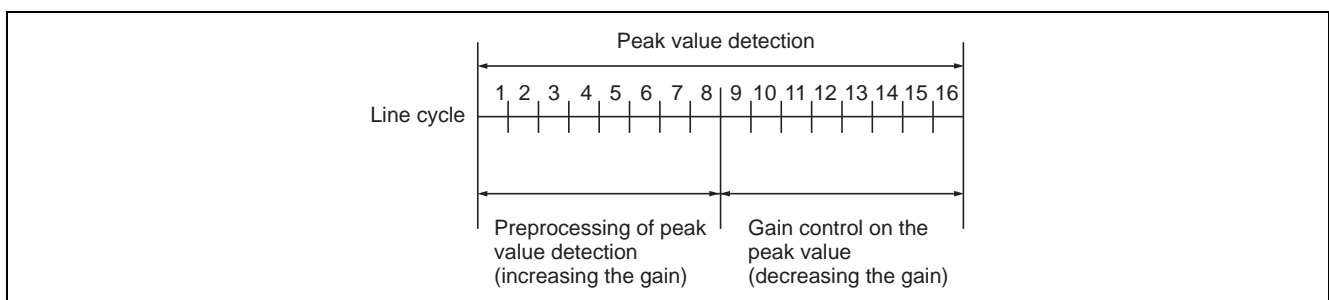 Peak value detection
1 2 3 4 5 6 7 8 9 10 11 12 13 14 15 16
Line cycle
Preprocessing of peak
value detection
(increasing the gain)
Gain control on the
peak value
(decreasing the gain)